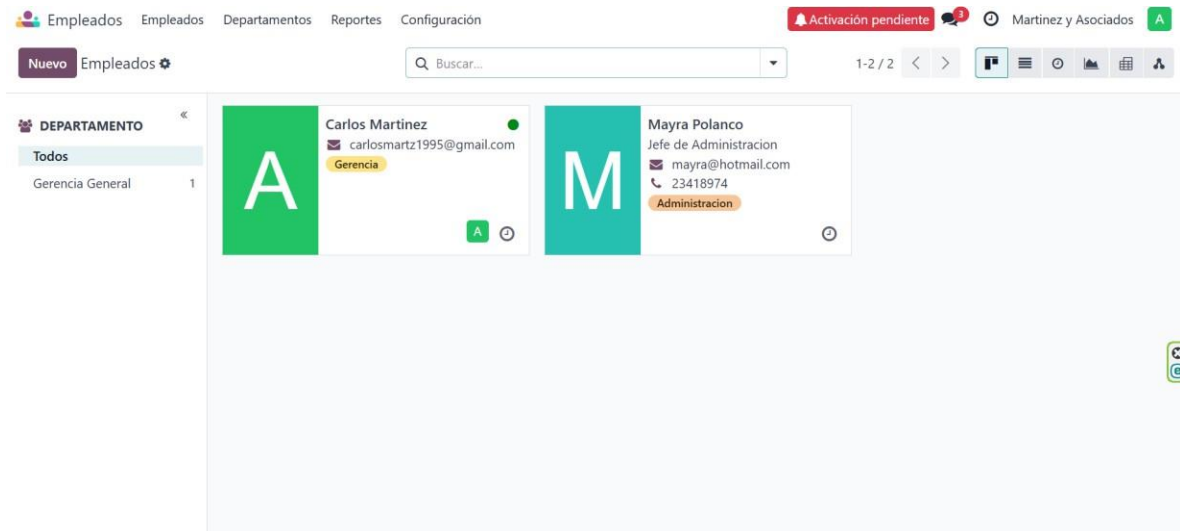 Empleados Empleados Departamentos Reportes Configuración Activación pendiente 3 Martinez y Asociados A
Nuevo Empleados Buscar... 1-2 / 2
DEPARTAMENTO
Todos
Gerencia General 1
A
Carlos Martinez
carlosmartz1995@gmail.com
Gerencia
A
M
Mayra Polanco
Jefe de Administracion
mayra@hotmail.com
23418974
Administracion